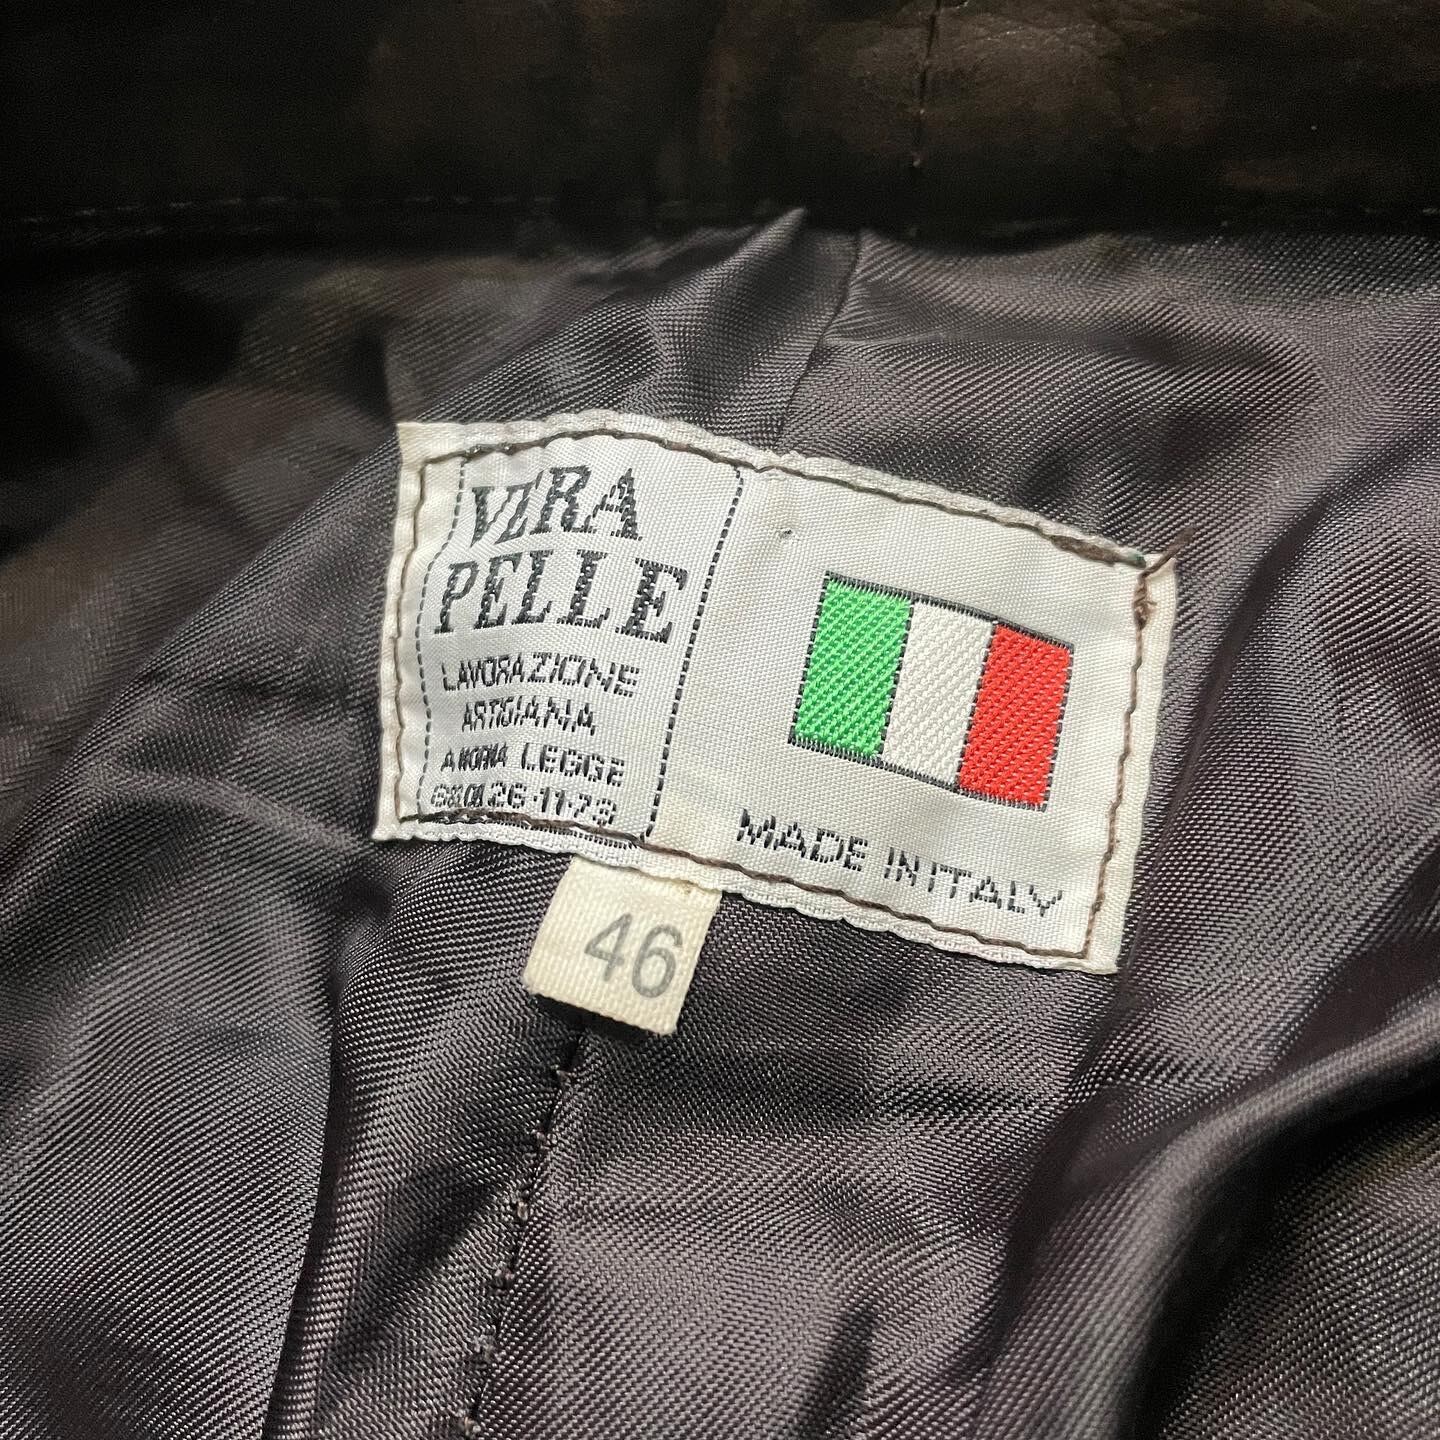 VERA
PELLE
LAVORAZIONE
ARTIGIANA
A NORMA LEGGE
26·11·73
MADE IN ITALY
46